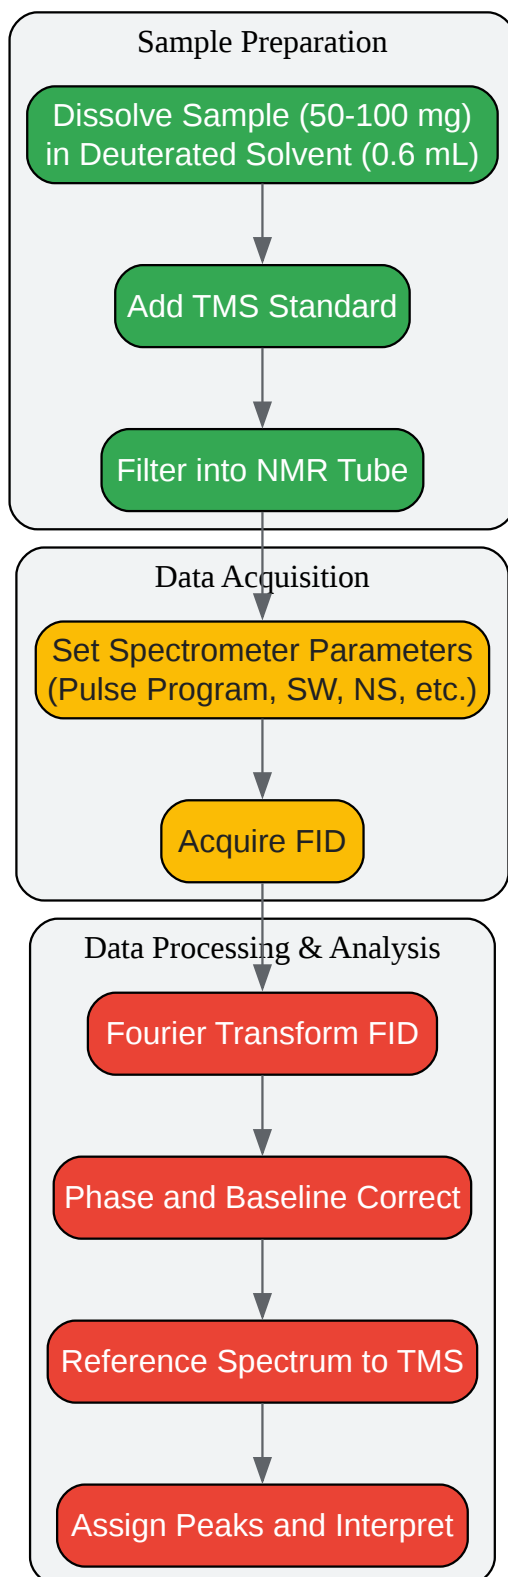 Sample Preparation
Dissolve Sample (50-100 mg)
in Deuterated Solvent (0.6 mL)
Add TMS Standard
Filter into NMR Tube
Data Acquisition
Set Spectrometer Parameters
(Pulse Program, SW, NS, etc.)
Acquire FID
Data Processing & Analysis
Fourier Transform FID
Phase and Baseline Correct
Reference Spectrum to TMS
Assign Peaks and Interpret